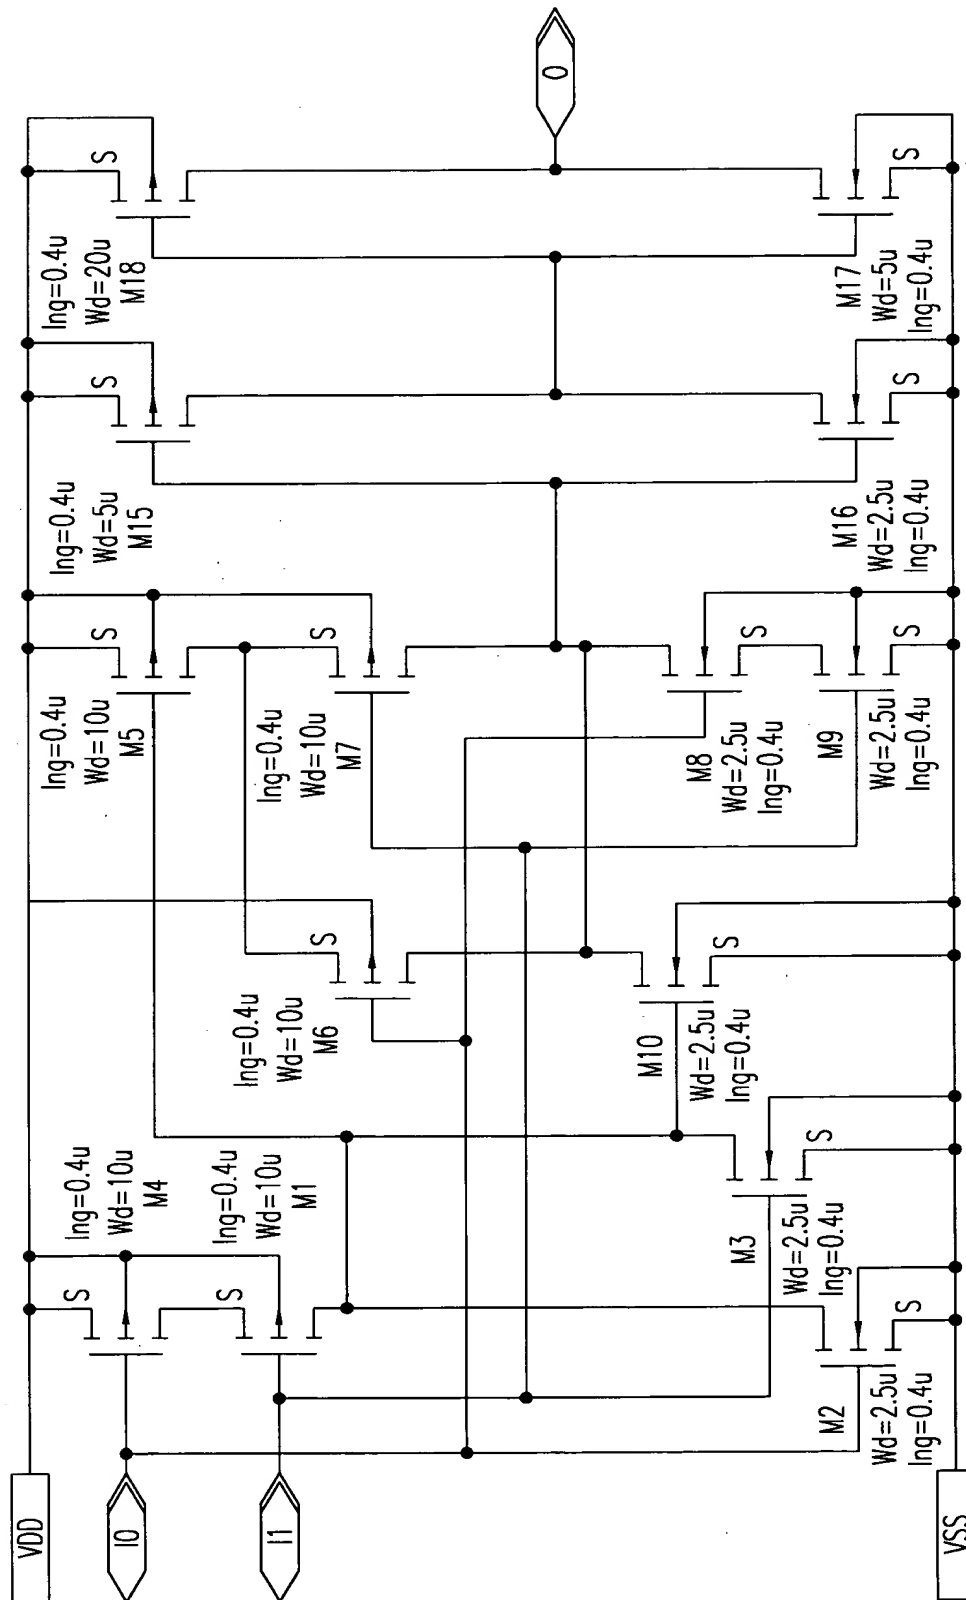 VDD
I0
I1
VSS
S
lng=0.4u
Wd=10u
M4
S
lng=0.4u
Wd=10u
M1
M2
Wd=2.5u
lng=0.4u
S
M3
Wd=2.5u
lng=0.4u
S
lng=0.4u
Wd=10u
M6
S
M10
Wd=2.5u
lng=0.4u
S
lng=0.4u
Wd=10u
M5
S
lng=0.4u
Wd=10u
M7
S
M8
Wd=2.5u
lng=0.4u
S
M9
Wd=2.5u
lng=0.4u
S
lng=0.4u
Wd=5u
M15
S
M16
Wd=2.5u
lng=0.4u
S
lng=0.4u
Wd=20u
M18
S
M17
Wd=5u
lng=0.4u
S
O